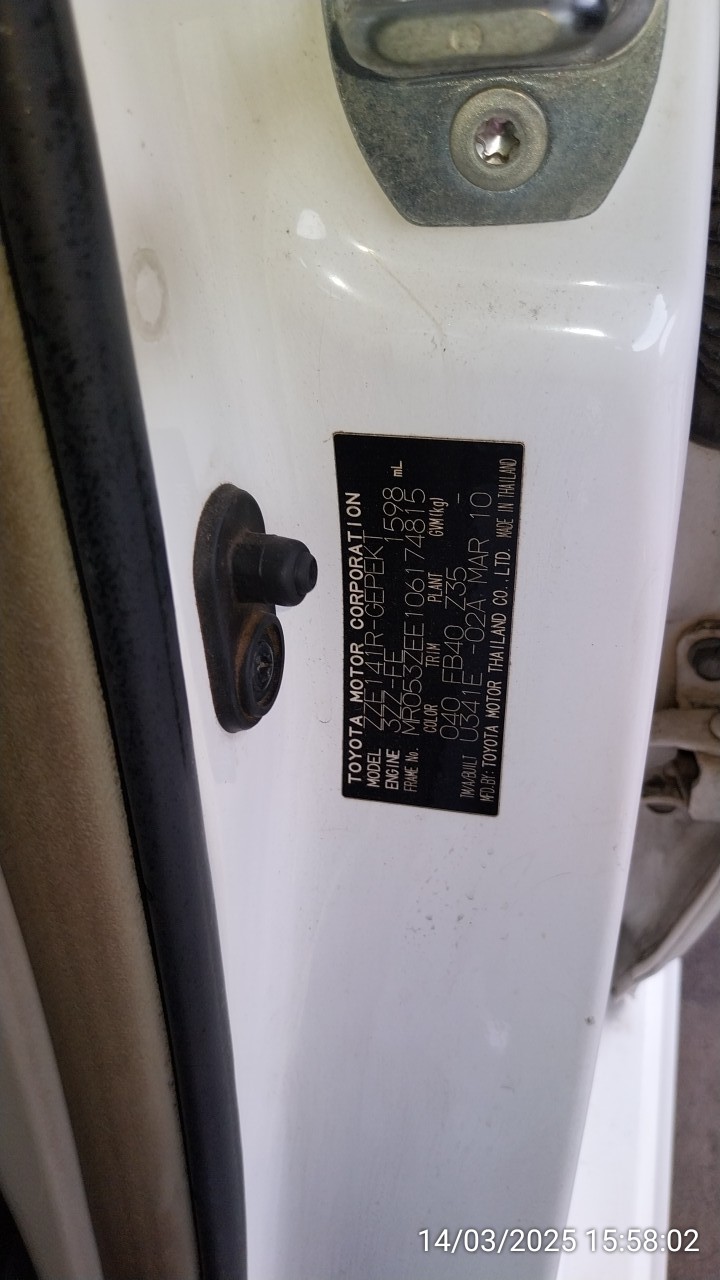 TOYOTA MOTOR CORPORATION
MODEL ZZE141R-GEPEKT
ENGINE 3ZZ-FE 1598 mL
FRAME No. MR053ZEE106174815
COLOR TRIM PLANT GVM(kg)
040 FB40 Z35 -
TM/A/BUILT U341E -02A MAR 10
MFD.BY: TOYOTA MOTOR THAILAND CO.,LTD. MADE IN THAILAND
14/03/2025 15:58:02